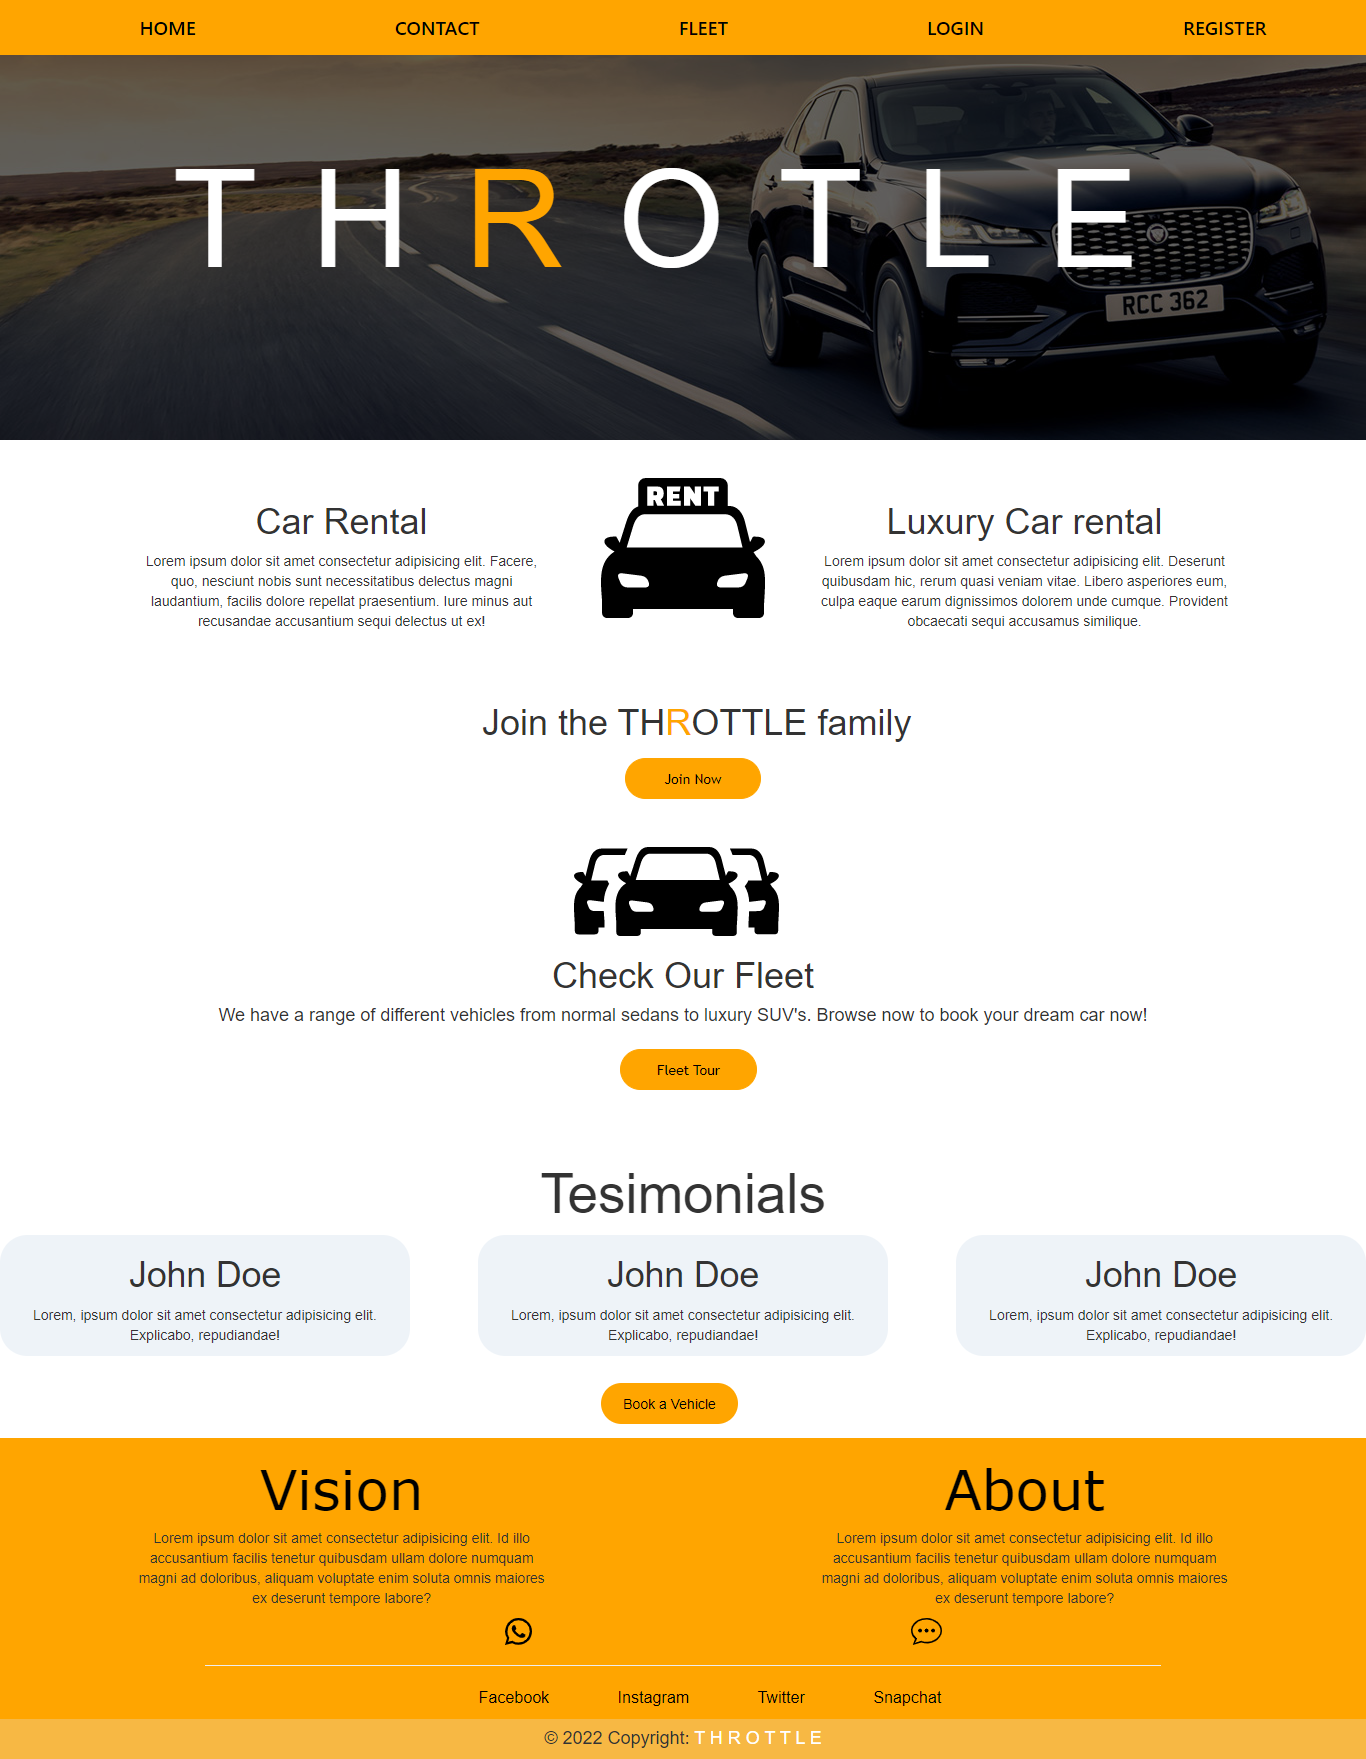 HOME CONTACT FLEET LOGIN REGISTER
T H R O T L E
RCC 362
RENT
Car Rental
Lorem ipsum dolor sit amet consectetur adipisicing elit. Facere,
quo, nesciunt nobis sunt necessitatibus delectus magni
laudantium, facilis dolore repellat praesentium. Iure minus aut
recusandae accusantium sequi delectus ut ex!
Luxury Car rental
Lorem ipsum dolor sit amet consectetur adipisicing elit. Deserunt
quibusdam hic, rerum quasi veniam vitae. Libero asperiores eum,
culpa eaque earum dignissimos dolorem unde cumque. Provident
obcaecati sequi accusamus similique.
Join the THROTTLE family
Join Now
Check Our Fleet
We have a range of different vehicles from normal sedans to luxury SUV's. Browse now to book your dream car now!
Fleet Tour
Tesimonials
John Doe
Lorem, ipsum dolor sit amet consectetur adipisicing elit.
Explicabo, repudiandae!
John Doe
Lorem, ipsum dolor sit amet consectetur adipisicing elit.
Explicabo, repudiandae!
John Doe
Lorem, ipsum dolor sit amet consectetur adipisicing elit.
Explicabo, repudiandae!
Book a Vehicle
Vision
Lorem ipsum dolor sit amet consectetur adipisicing elit. Id illo
accusantium facilis tenetur quibusdam ullam dolore numquam
magni ad doloribus, aliquam voluptate enim soluta omnis maiores
ex deserunt tempore labore?
About
Lorem ipsum dolor sit amet consectetur adipisicing elit. Id illo
accusantium facilis tenetur quibusdam ullam dolore numquam
magni ad doloribus, aliquam voluptate enim soluta omnis maiores
ex deserunt tempore labore?
Facebook Instagram Twitter Snapchat
© 2022 Copyright: T H R O T T L E